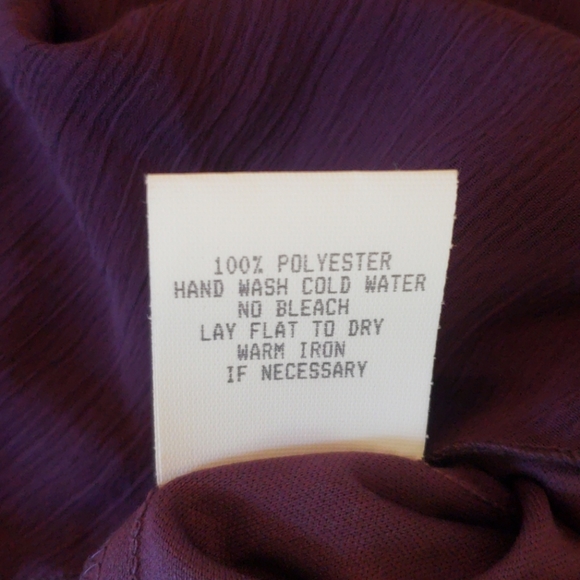 100% POLYESTER
HAND WASH COLD WATER
NO BLEACH
LAY FLAT TO DRY
WARM IRON
IF NECESSARY